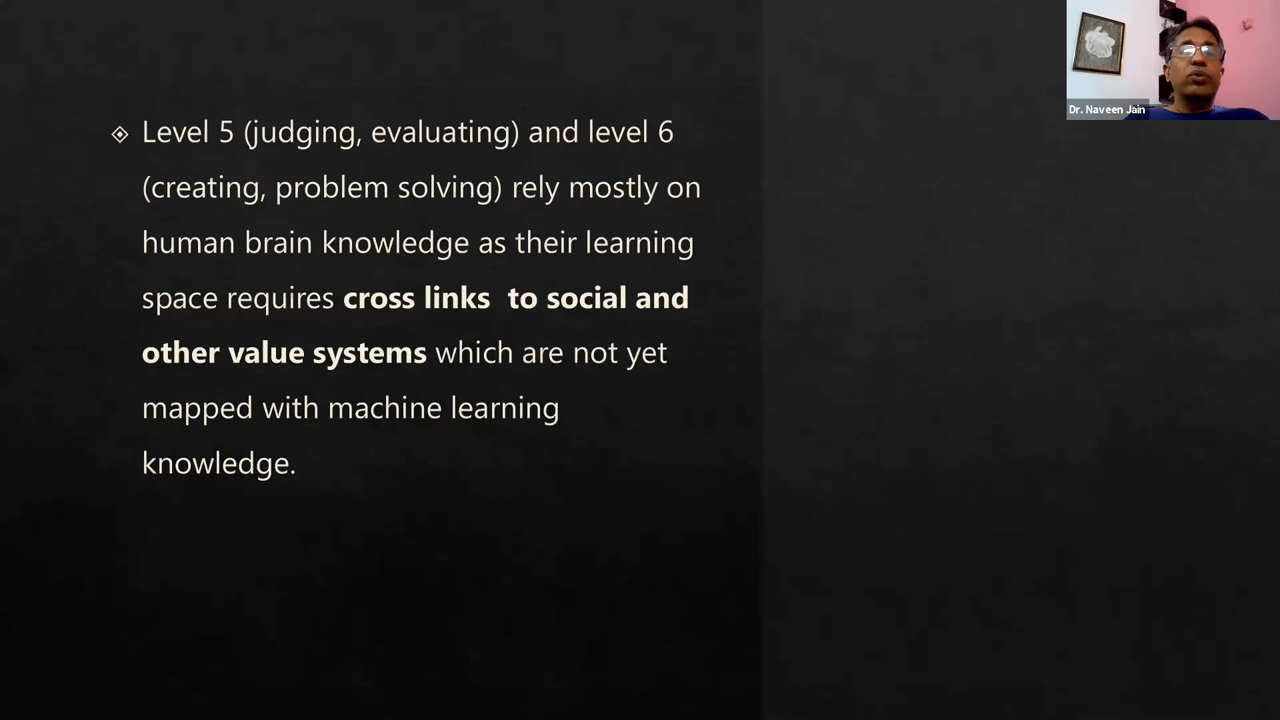 Level 5 (judging, evaluating) and level 6
(creating, problem solving) rely mostly on
human brain knowledge as their learning
space requires cross links  to social and
other value systems which are not yet
mapped with machine learning
knowledge.
Dr. Naveen Jain